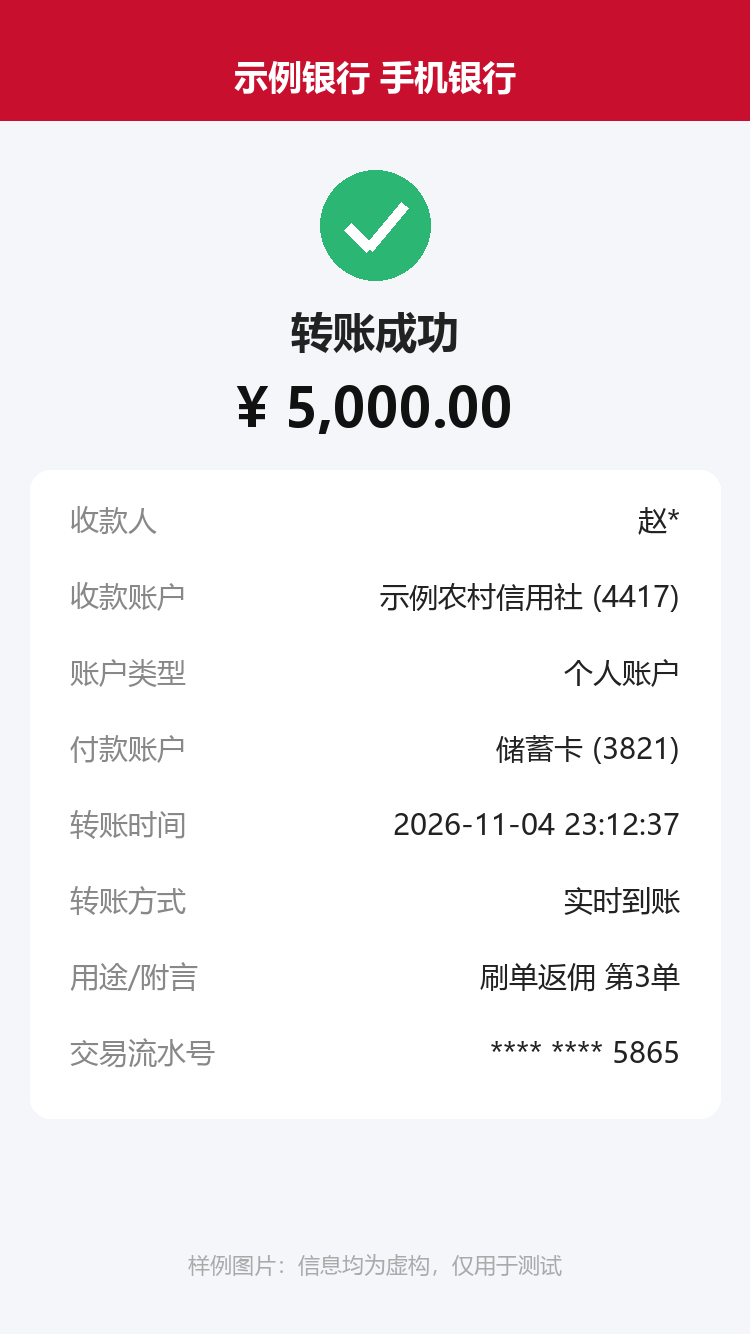 示例银行 手机银行
转账成功
¥ 5,000.00
收款人 赵*
收款账户 示例农村信用社 (4417)
账户类型 个人账户
付款账户 储蓄卡 (3821)
转账时间 2026-11-04 23:12:37
转账方式 实时到账
用途/附言 刷单返佣 第3单
交易流水号 **** **** 5865
样例图片：信息均为虚构，仅用于测试